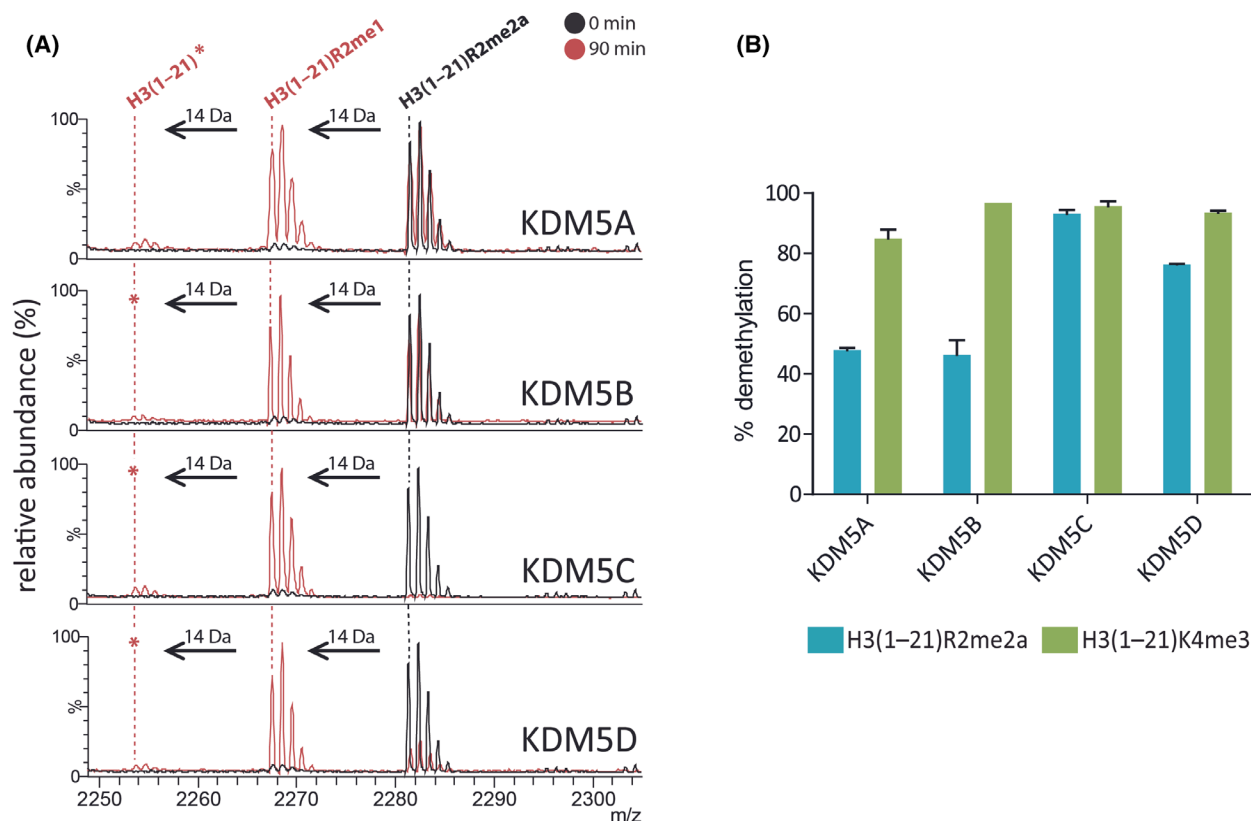 (A)
0 min
90 min
H3(1–21)*
H3(1–21)R2me1
H3(1–21)R2me2a
relative abundance (%)
100
%
0
14 Da
14 Da
KDM5A
100
%
0
*
14 Da
14 Da
KDM5B
100
%
0
*
14 Da
14 Da
KDM5C
100
%
0
*
14 Da
14 Da
KDM5D
2250 2260 2270 2280 2290 2300
m/z
(B)
% demethylation
100
80
60
40
20
0
KDM5A
KDM5B
KDM5C
KDM5D
H3(1–21)R2me2a
H3(1–21)K4me3